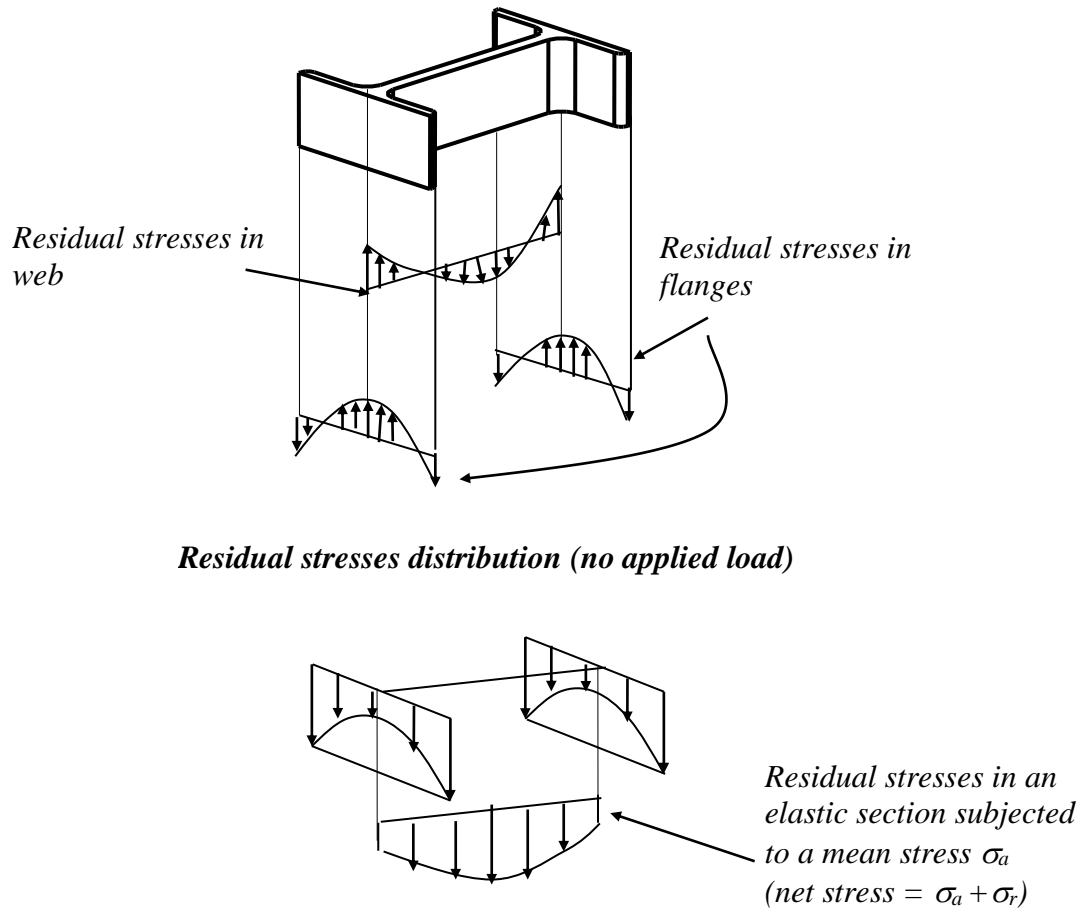 Residual stresses in
web
Residual stresses in
flanges
Residual stresses distribution (no applied load)
Residual stresses in an
elastic section subjected
to a mean stress σa
(net stress = σa + σr)